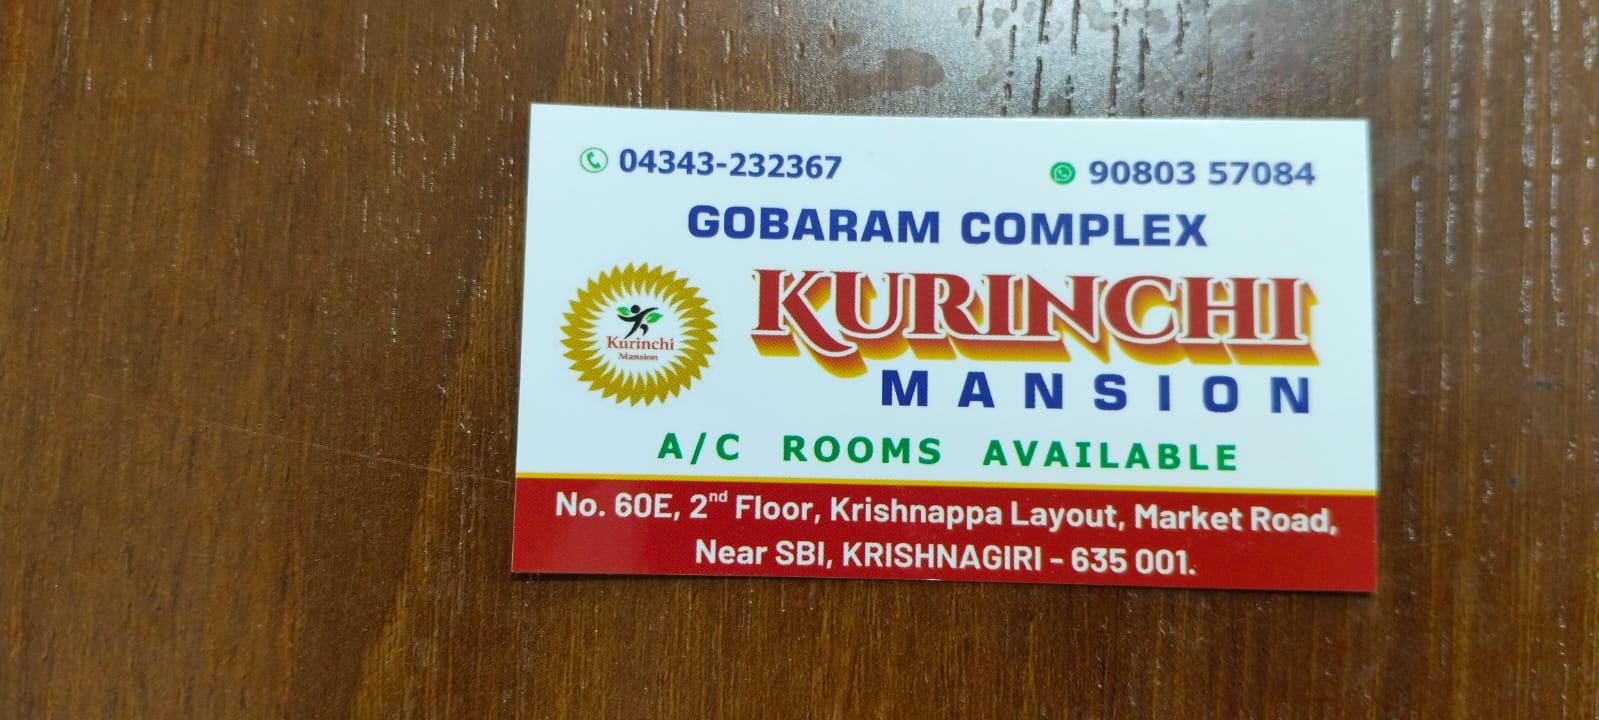 04343-232367 90803 57084
GOBARAM COMPLEX
Kurinchi
Mansion
KURINCHI
MANSION
A/C ROOMS AVAILABLE
No. 60E, 2nd Floor, Krishnappa Layout, Market Road,
Near SBI, KRISHNAGIRI - 635 001.